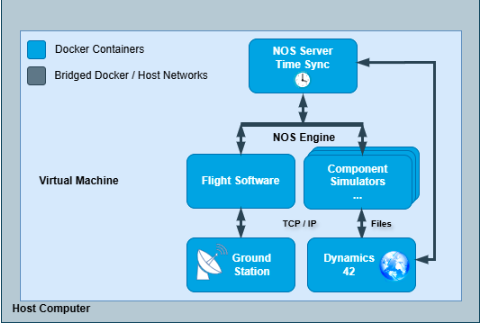 Docker Containers
Bridged Docker / Host Networks
NOS Server
Time Sync
NOS Engine
Virtual Machine
Flight Software
Component
Simulators
...
TCP / IP
Files
Ground
Station
Dynamics
42
Host Computer